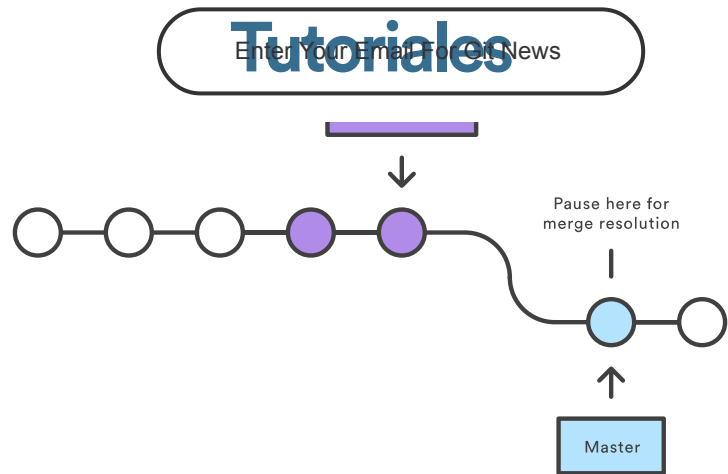 Tutoriales
Enter Your Email For Git News
Pause here for
merge resolution
Master